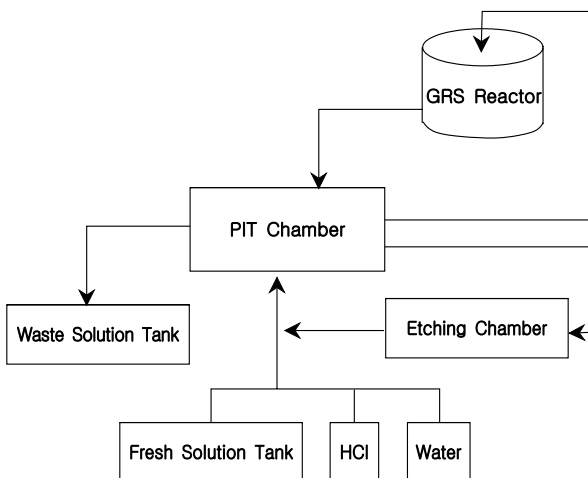 GRS Reactor
PIT Chamber
Waste Solution Tank
Etching Chamber
Fresh Solution Tank
HCl
Water